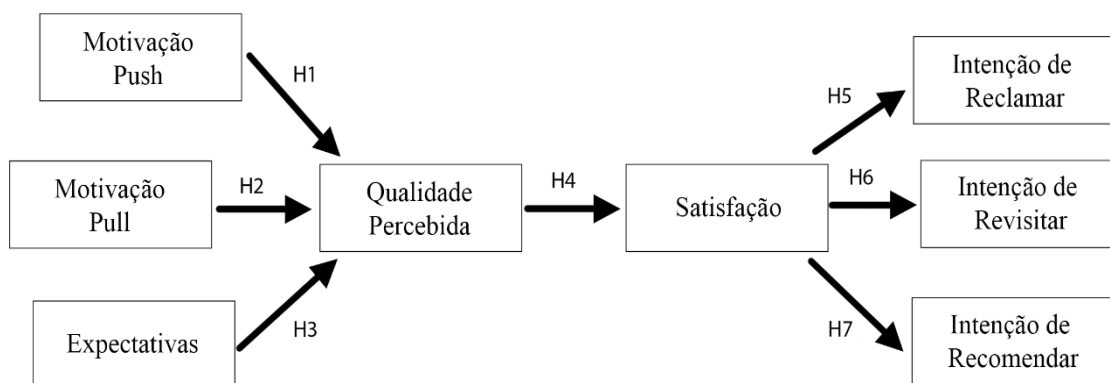 Motivação
Push
H1
Motivação
Pull
H2
Expectativas
H3
Qualidade
Percebida
H4
Satisfação
H5
Intenção de
Reclamar
H6
Intenção de
Revisitar
H7
Intenção de
Recomendar